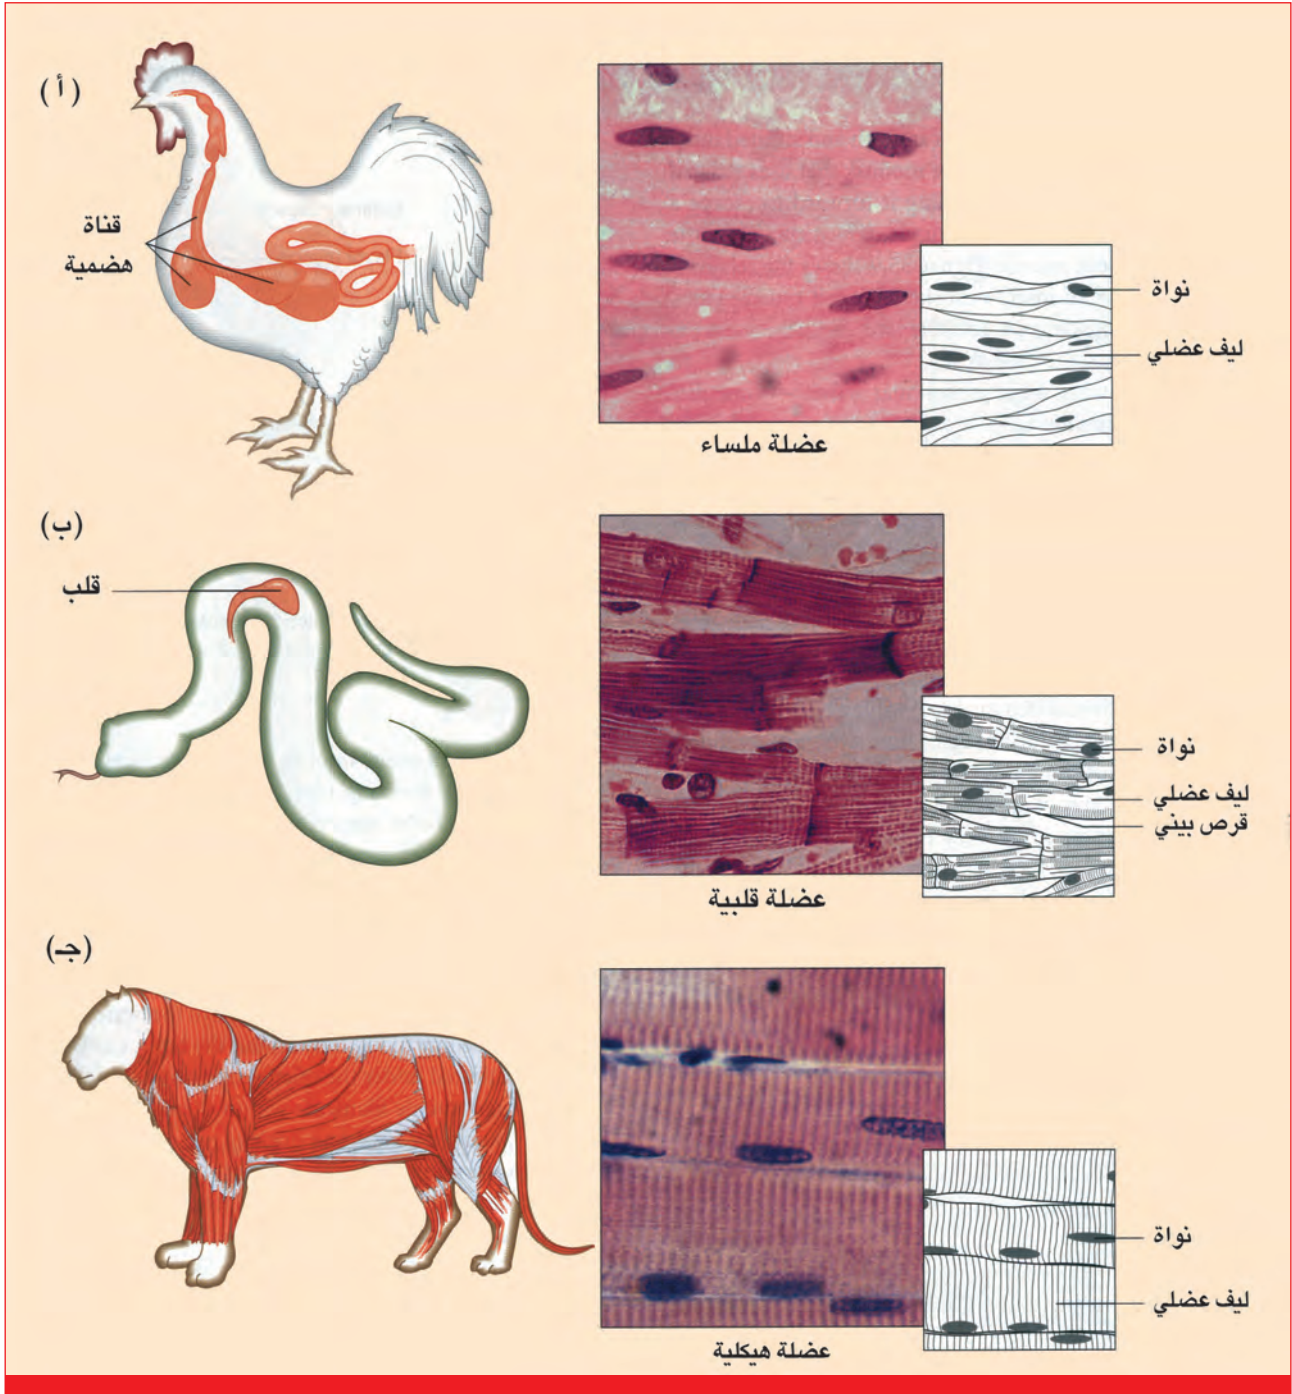 (أ)
قناة
هضمية
نواة
ليف عضلي
عضلة ملساء
(ب)
قلب
نواة
ليف عضلي
قرص بيني
عضلة قلبية
(جـ)
نواة
ليف عضلي
عضلة هيكلية